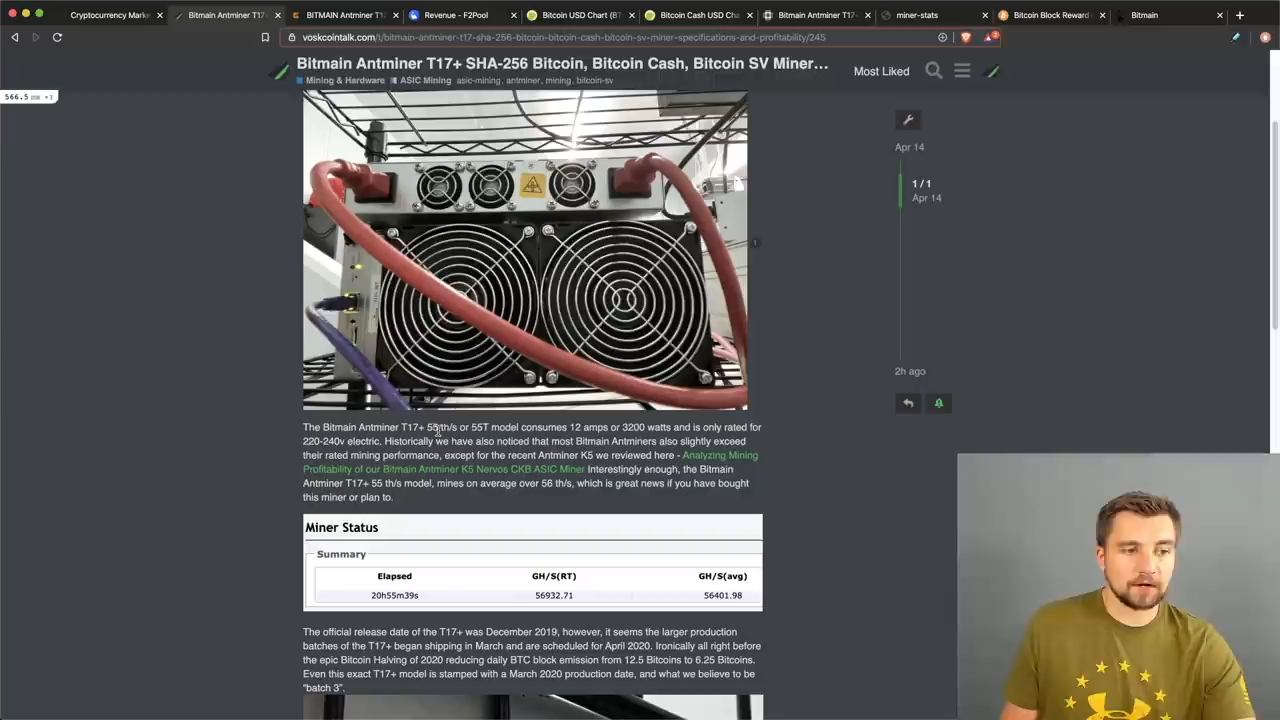 Cryptocurrency Market
Bitmain Antminer T17+
BITMAIN Antminer T17
Revenue - F2Pool
Bitcoin USD Chart (BT
Bitcoin Cash USD Cha
Bitmain Antminer T17+
miner-stats
Bitcoin Block Reward
Bitmain
voskcointalk.com/t/bitmain-antminer-t17-sha-256-bitcoin-bitcoin-cash-bitcoin-sv-miner-specifications-and-profitability/245
Bitmain Antminer T17+ SHA-256 Bitcoin, Bitcoin Cash, Bitcoin SV Miner...
Mining & Hardware ASIC Mining asic-mining, antminer, mining, bitcoin-sv
Most Liked
566.5 ms ×3
Apr 14
1 / 1
Apr 14
2h ago
The Bitmain Antminer T17+ 55th/s or 55T model consumes 12 amps or 3200 watts and is only rated for
220-240v electric. Historically we have also noticed that most Bitmain Antminers also slightly exceed
their rated mining performance, except for the recent Antminer K5 we reviewed here - Analyzing Mining
Profitability of our Bitmain Antminer K5 Nervos CKB ASIC Miner Interestingly enough, the Bitmain
Antminer T17+ 55 th/s model, mines on average over 56 th/s, which is great news if you have bought
this miner or plan to.
Miner Status
Summary
Elapsed GH/S(RT) GH/S(avg)
20h55m39s 56932.71 56401.98
The official release date of the T17+ was December 2019, however, it seems the larger production
batches of the T17+ began shipping in March and are scheduled for April 2020. Ironically all right before
the epic Bitcoin Halving of 2020 reducing daily BTC block emission from 12.5 Bitcoins to 6.25 Bitcoins.
Even this exact T17+ model is stamped with a March 2020 production date, and what we believe to be
"batch 3".